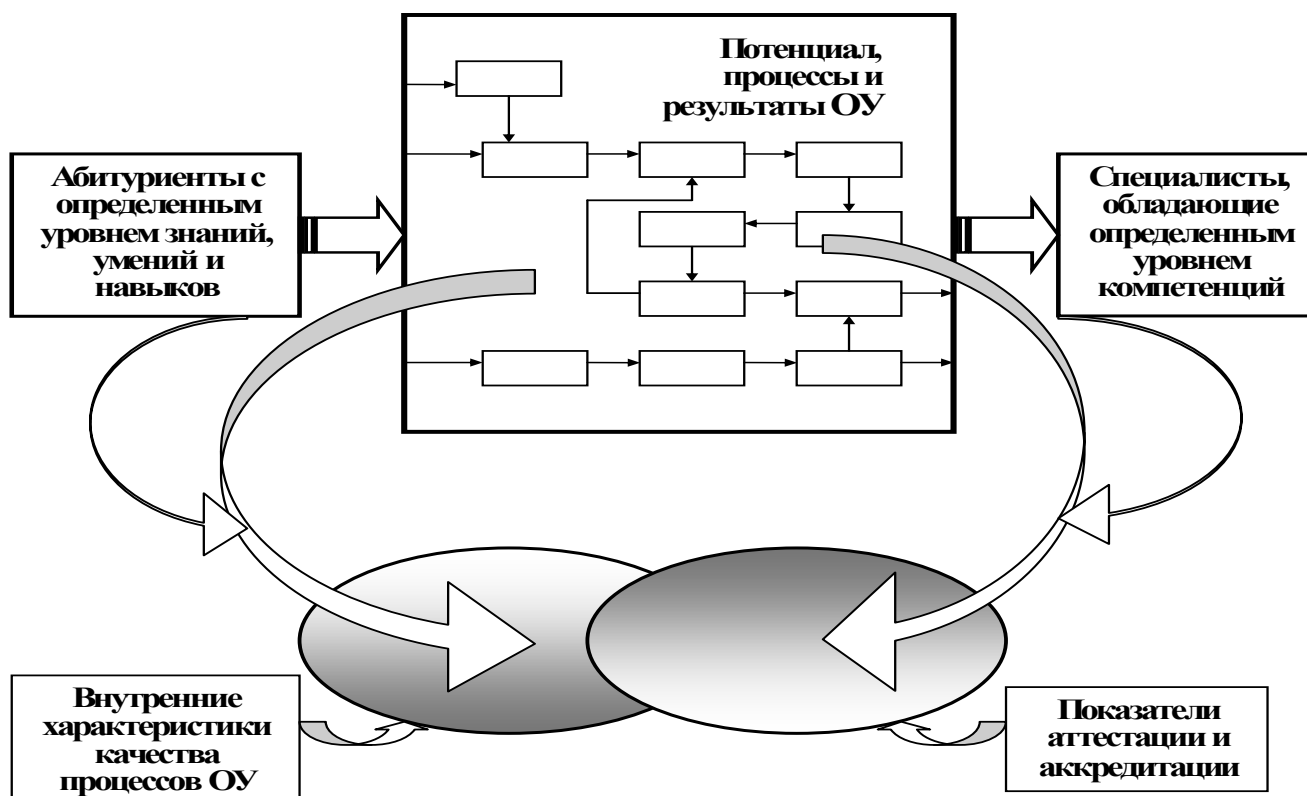 Потенциал,
процессы и
результаты ОУ
Абитуриенты с
определенным
уровнем знаний,
умений и
навыков
Специалисты,
обладающие
определенным
уровнем
компетенций
Внутренние
характеристики
качества
процессов ОУ
Показатели
аттестации и
аккредитации